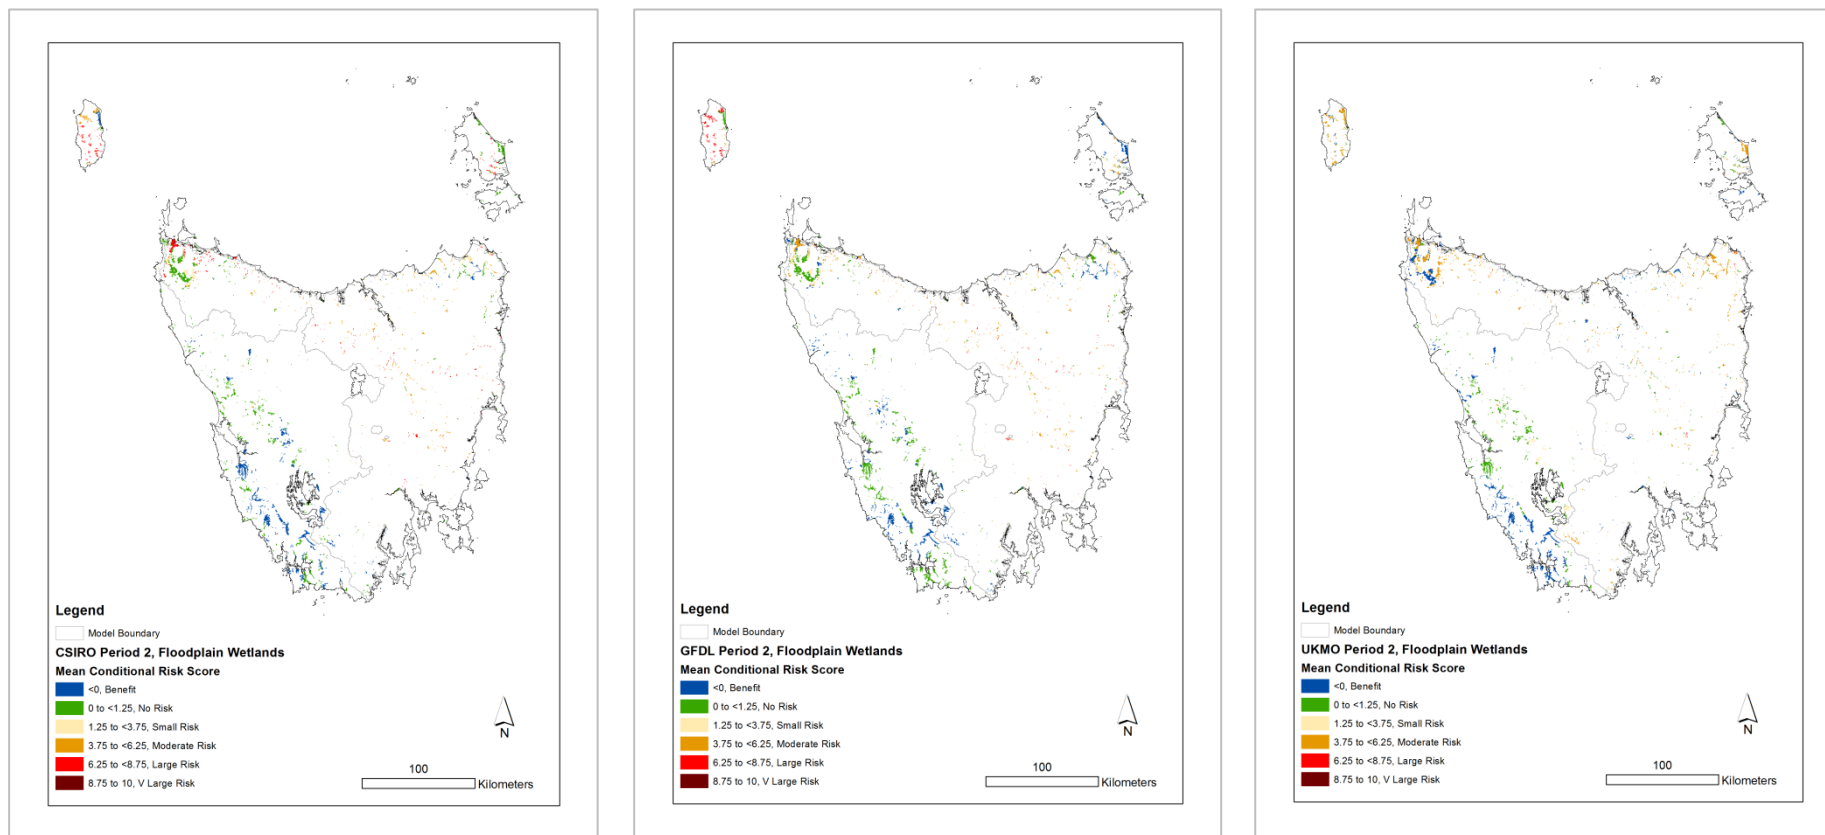 Legend
Model Boundary
CSIRO Period 2, Floodplain Wetlands
Mean Conditional Risk Score
<0, Benefit
0 to <1.25, No Risk
1.25 to <3.75, Small Risk
3.75 to <6.25, Moderate Risk
6.25 to <8.75, Large Risk
8.75 to 10, V Large Risk
N
100
Kilometers
Legend
Model Boundary
GFDL Period 2, Floodplain Wetlands
Mean Conditional Risk Score
<0, Benefit
0 to <1.25, No Risk
1.25 to <3.75, Small Risk
3.75 to <6.25, Moderate Risk
6.25 to <8.75, Large Risk
8.75 to 10, V Large Risk
N
100
Kilometers
Legend
Model Boundary
UKMO Period 2, Floodplain Wetlands
Mean Conditional Risk Score
<0, Benefit
0 to <1.25, No Risk
1.25 to <3.75, Small Risk
3.75 to <6.25, Moderate Risk
6.25 to <8.75, Large Risk
8.75 to 10, V Large Risk
N
100
Kilometers